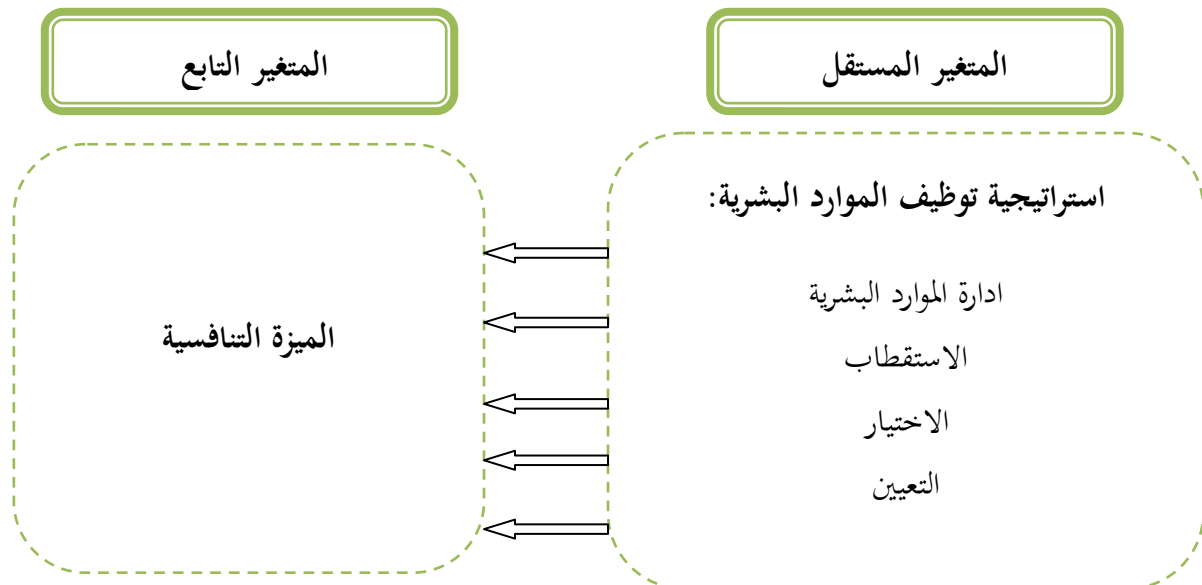 المتغير المستقل
المتغير التابع
استراتيجية توظيف الموارد البشرية:
ادارة الموارد البشرية
الاستقطاب
الاختيار
التعيين
الميزة التنافسية